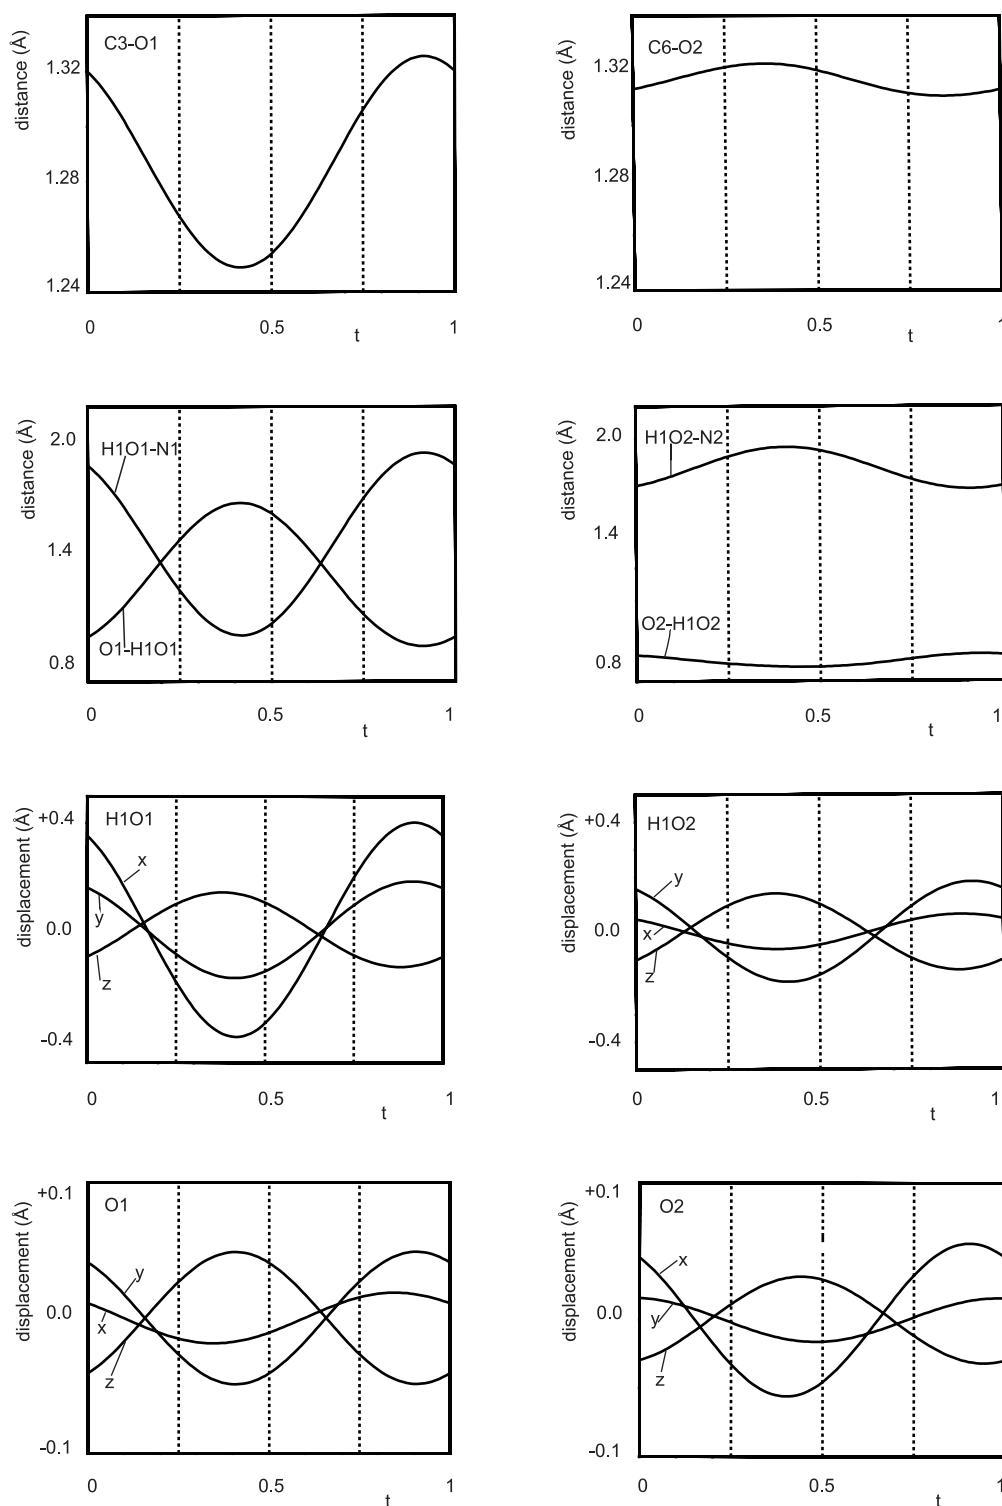 C3-O1
distance (Å)
1.32
1.28
1.24
0
0.5
1
t
C6-O2
distance (Å)
1.32
1.28
1.24
0
0.5
1
t
H1O1-N1
O1-H1O1
distance (Å)
2.0
1.4
0.8
0
0.5
1
t
H1O2-N2
O2-H1O2
distance (Å)
2.0
1.4
0.8
0
0.5
1
t
H1O1
x
y
z
displacement (Å)
+0.4
0.0
-0.4
0
0.5
1
t
H1O2
y
x
z
displacement (Å)
+0.4
0.0
-0.4
0
0.5
1
t
O1
y
x
z
displacement (Å)
+0.1
0.0
-0.1
0
0.5
1
t
O2
x
y
z
displacement (Å)
+0.1
0.0
-0.1
0
0.5
1
t